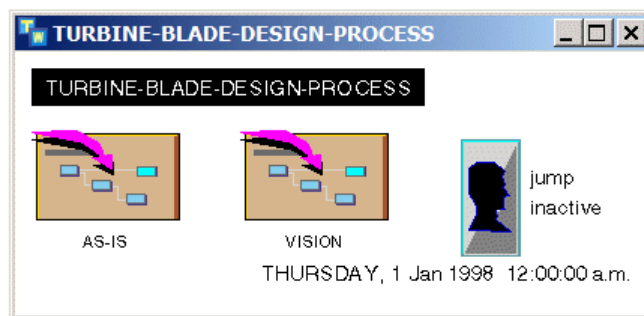 TW TURBINE-BLADE-DESIGN-PROCESS
TURBINE-BLADE-DESIGN-PROCESS
jump
inactive
AS-IS VISION
THURSDAY, 1 Jan 1998 12:00:00 a.m.